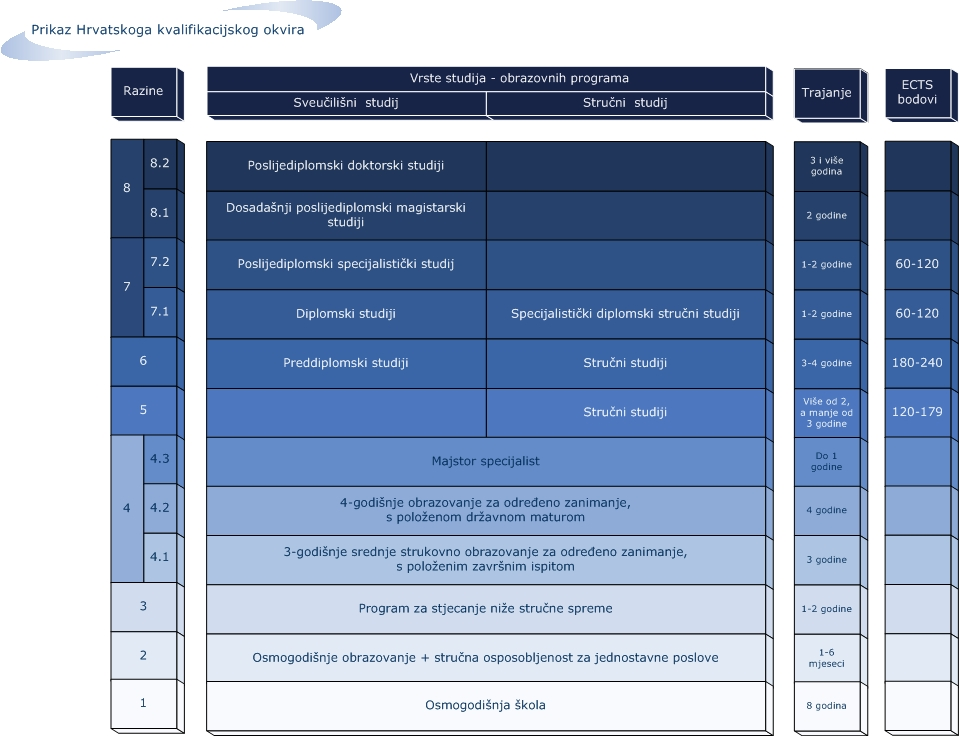 Prikaz Hrvatskoga kvalifikacijskog okvira
Razine
Vrste studija - obrazovnih programa
Sveučilišni studij
Stručni studij
Trajanje
ECTS
bodovi
8
8.2
Poslijediplomski doktorski studiji
3 i više
godina
8.1
Dosadašnji poslijediplomski magistarski
studiji
2 godine
7
7.2
Poslijediplomski specijalistički studij
1-2 godine
60-120
7.1
Diplomski studiji
Specijalistički diplomski stručni studiji
1-2 godine
60-120
6
Preddiplomski studiji
Stručni studiji
3-4 godine
180-240
5
Stručni studiji
Više od 2,
a manje od
3 godine
120-179
4
4.3
Majstor specijalist
Do 1
godine
4.2
4-godišnje obrazovanje za određeno zanimanje,
s položenom državnom maturom
4 godine
4.1
3-godišnje srednje strukovno obrazovanje za određeno zanimanje,
s položenim završnim ispitom
3 godine
3
Program za stjecanje niže stručne spreme
1-2 godine
2
Osmogodišnje obrazovanje + stručna osposobljenost za jednostavne poslove
1-6
mjeseci
1
Osmogodišnja škola
8 godina